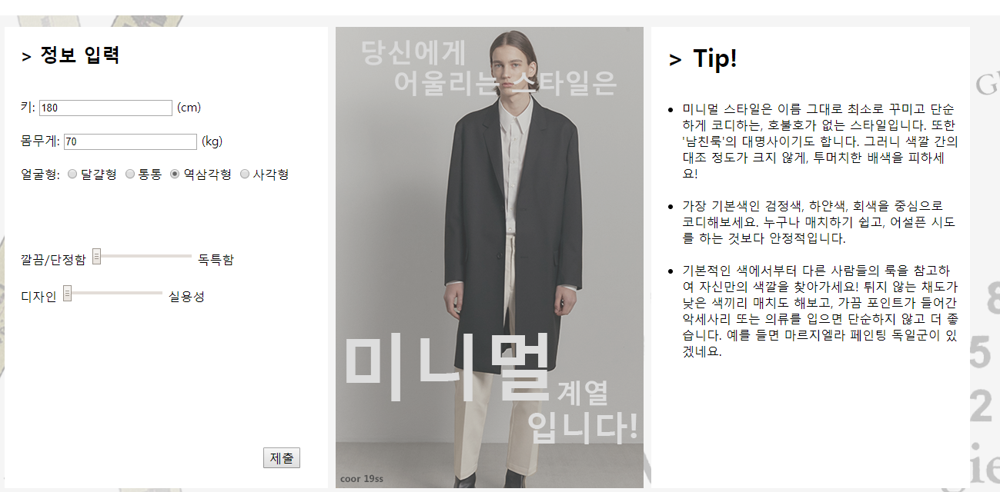 > 정보 입력
키: 180 (cm)
몸무게: 70 (kg)
얼굴형: 달걀형 통통 역삼각형 사각형
깔끔/단정함 독특함
디자인 실용성
제출
당신에게
어울리는 스타일은
미니멀 계열
입니다!
coor 19ss
> Tip!
미니멀 스타일은 이름 그대로 최소로 꾸미고 단순
하게 코디하는, 호불호가 없는 스타일입니다. 또한
'남친룩'의 대명사이기도 합니다. 그러니 색깔 간의
대조 정도가 크지 않게, 투머치한 배색을 피하세
요!
가장 기본색인 검정색, 하얀색, 회색을 중심으로
코디해보세요. 누구나 매치하기 쉽고, 어설픈 시도
를 하는 것보다 안정적입니다.
기본적인 색에서부터 다른 사람들의 룩을 참고하
여 자신만의 색깔을 찾아가세요! 튀지 않는 채도가
낮은 색끼리 매치도 해보고, 가끔 포인트가 들어간
악세사리 또는 의류를 입으면 단순하지 않고 더 좋
습니다. 예를 들면 마르지엘라 페인팅 독일군이 있
겠네요.
8
5
2